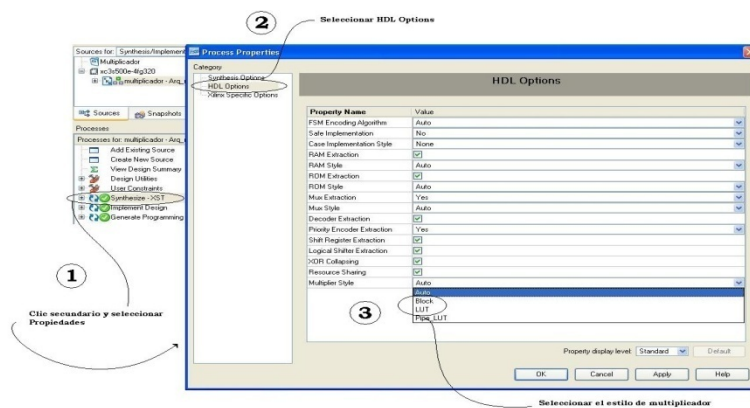 2
Seleccionar HDL Options
Sources for: Synthesis/Implement
Multiplicador
xc3s500e-4fg320
multiplicador - Arq_
Sources
Snapshots
Processes
Processes for: multiplicador - Arq_
Add Existing Source
Create New Source
View Design Summary
Design Utilities
User Constraints
Synthesize - XST
Implement Design
Generate Programming
1
Clic secundario y seleccionar
Propiedades
Process Properties
Category
Synthesis Options
HDL Options
Xilinx Specific Options
HDL Options
Property Name Value
FSM Encoding Algorithm Auto
Safe Implementation No
Case Implementation Style None
RAM Extraction
RAM Style Auto
ROM Extraction
ROM Style Auto
Mux Extraction Yes
Mux Style Auto
Decoder Extraction
Priority Encoder Extraction Yes
Shift Register Extraction
Logical Shifter Extraction
XOR Collapsing
Resource Sharing
Multiplier Style Auto
Auto
Block
LUT
Pipe_LUT
3
Property display level: Standard Default
OK Cancel Apply Help
Seleccionar el estilo de multiplicador